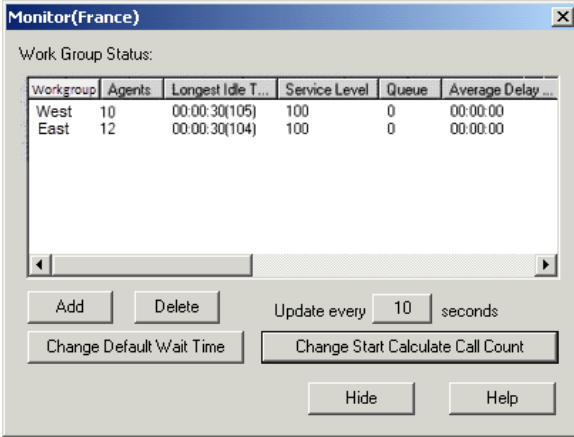 Monitor(France)
Work Group Status:
Workgroup Agents Longest Idle T... Service Level Queue Average Delay ...
West 10 00:00:30(105) 100 0 00:00:00
East 12 00:00:30(104) 100 0 00:00:00
Add Delete Update every 10 seconds
Change Default Wait Time Change Start Calculate Call Count
Hide Help